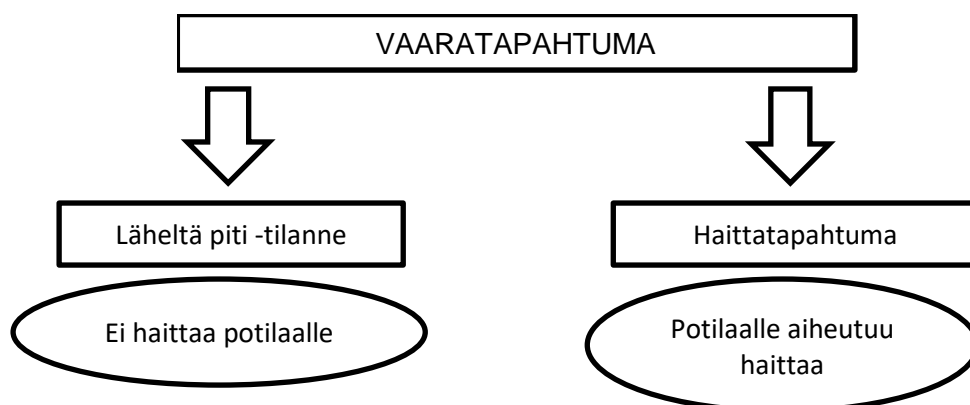 VAARATAPAHTUMA
Läheltä piti -tilanne
Haittatapahtuma
Ei haittaa potilaalle
Potilaalle aiheutuu
haittaa